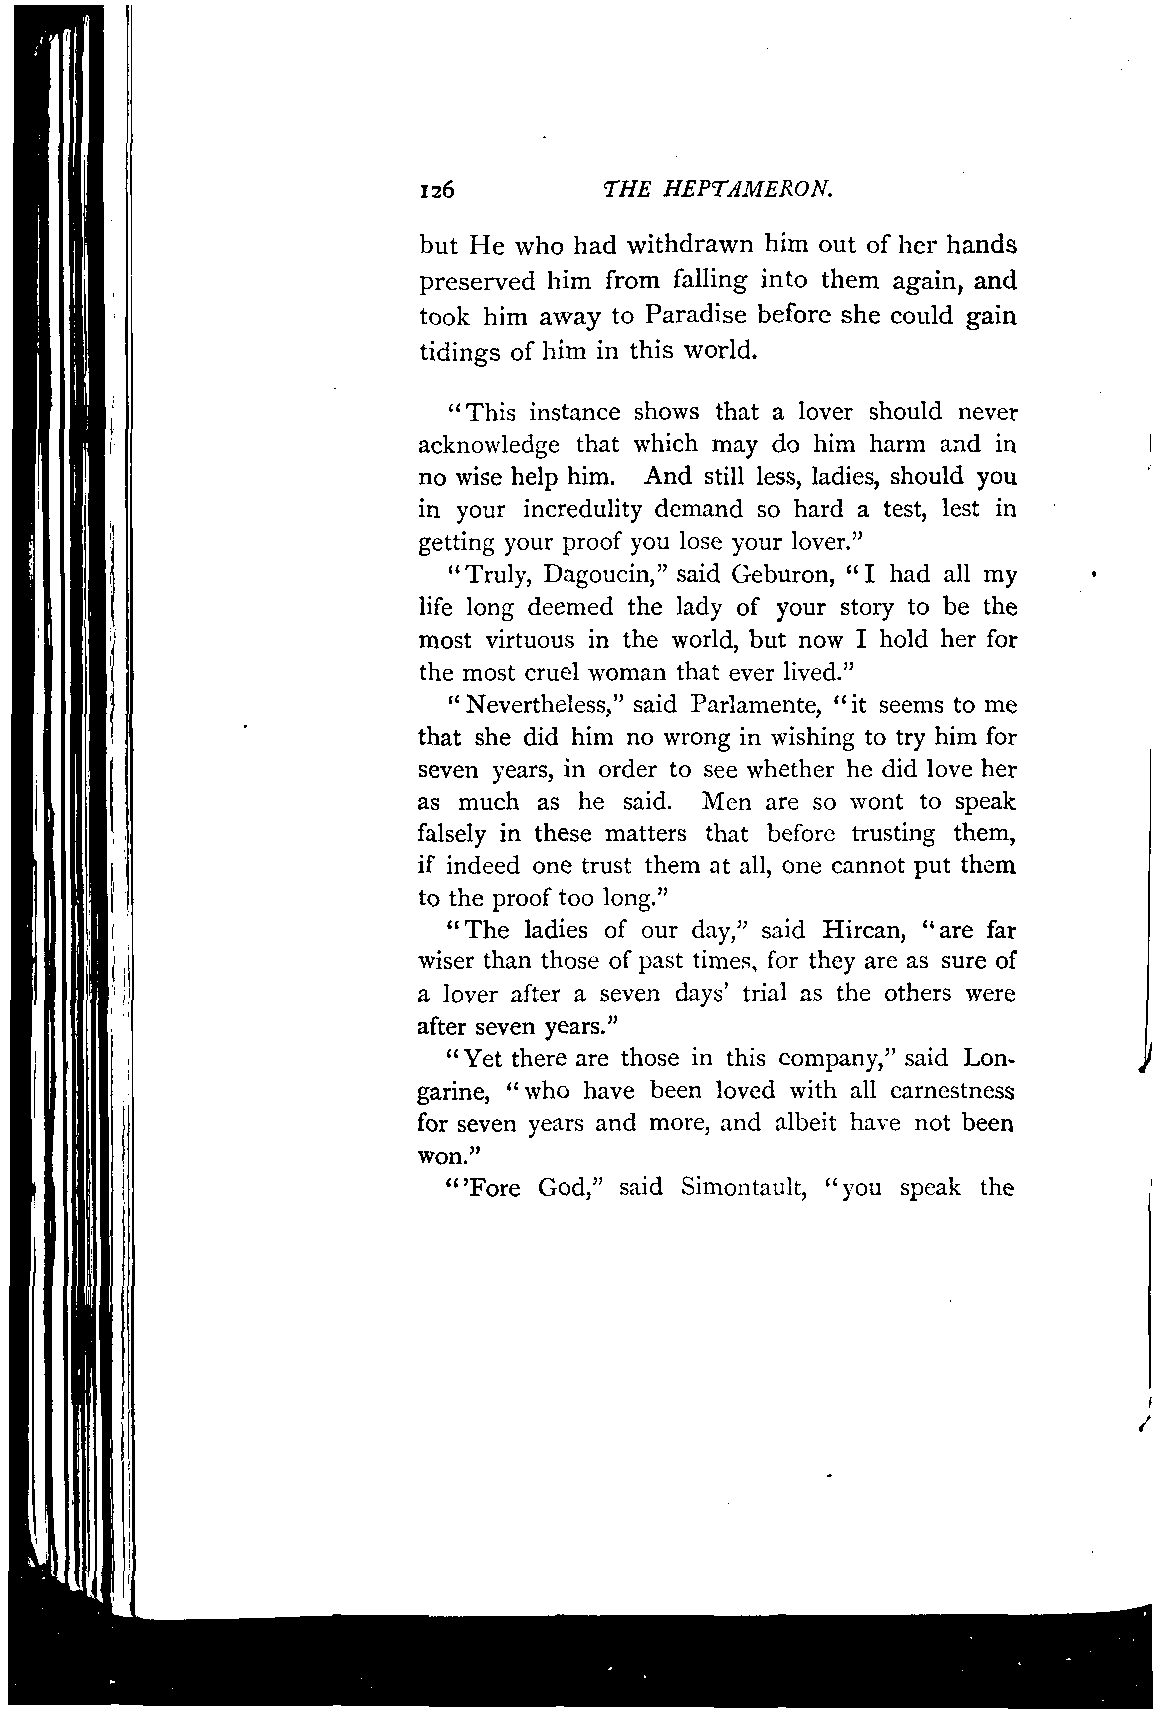 126 THE HEPTAMERON.
but He who had withdrawn him out of her hands
preserved him from falling into them again, and
took him away to Paradise before she could gain
tidings of him in this world.
“This instance shows that a lover should never
acknowledge that which may do him harm and in
no wise help him. And still less, ladies, should you
in your incredulity demand so hard a test, lest in
getting your proof you lose your lover.”
“Truly, Dagoucin,” said Geburon, “I had all my
life long deemed the lady of your story to be the
most virtuous in the world, but now I hold her for
the most cruel woman that ever lived.”
“Nevertheless,” said Parlamente, “it seems to me
that she did him no wrong in wishing to try him for
seven years, in order to see whether he did love her
as much as he said. Men are so wont to speak
falsely in these matters that before trusting them,
if indeed one trust them at all, one cannot put them
to the proof too long.”
“The ladies of our day,” said Hircan, “are far
wiser than those of past times, for they are as sure of
a lover after a seven days’ trial as the others were
after seven years.”
“Yet there are those in this company,” said Lon-
garine, “who have been loved with all earnestness
for seven years and more, and albeit have not been
won.”
“’Fore God,” said Simontault, “you speak the